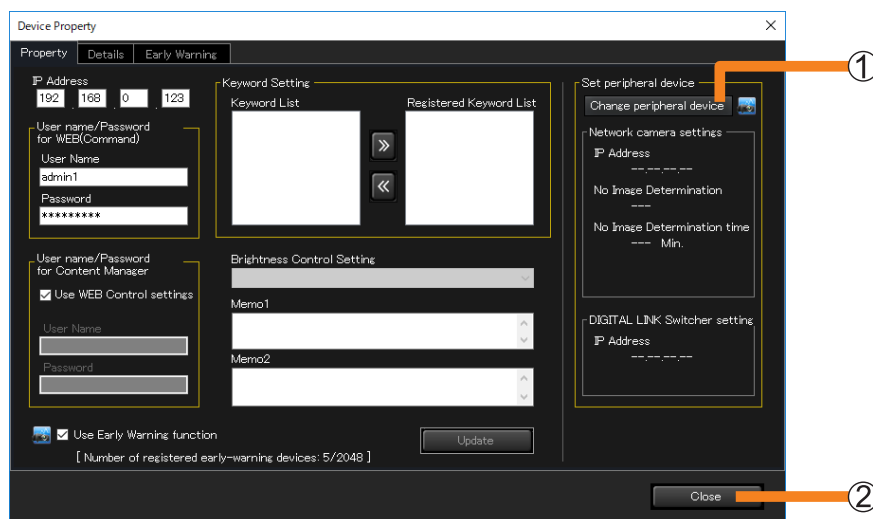 Device Property
Property Details Early Warning
IP Address
192 . 168 . 0 . 123
User name/Password
for WEB(Command)
User Name
admin1
Password
*********
User name/Password
for Content Manager
Use WEB Control settings
User Name
Password
Keyword Setting
Keyword List
Registered Keyword List
Brightness Control Setting
Memo1
Memo2
Use Early Warning function
[ Number of registered early-warning devices: 5/2048 ]
Update
Set peripheral device
Change peripheral device
①
Network camera settings
IP Address
--.--.--.--
No Image Determination
---
No Image Determination time
--- Min.
DIGITAL LINK Switcher setting
IP Address
--.--.--.--
Close
②